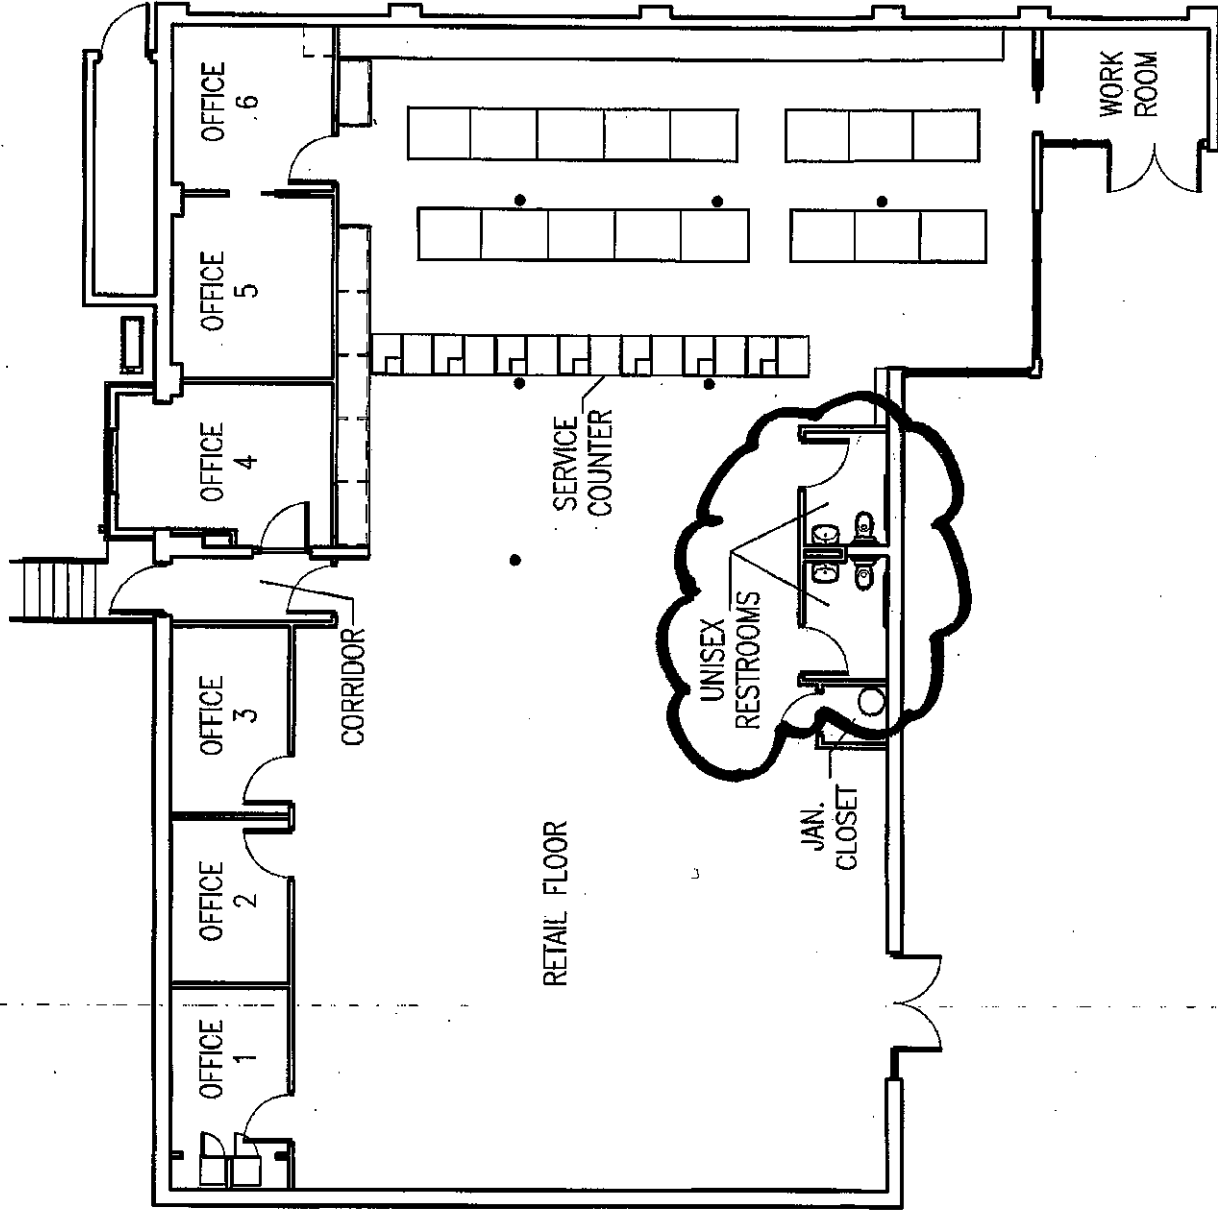 OFFICE
1
OFFICE
2
OFFICE
3
CORRIDOR
OFFICE
4
OFFICE
5
OFFICE
6
RETAIL FLOOR
SERVICE
COUNTER
UNISEX
RESTROOMS
JAN.
CLOSET
WORK
ROOM